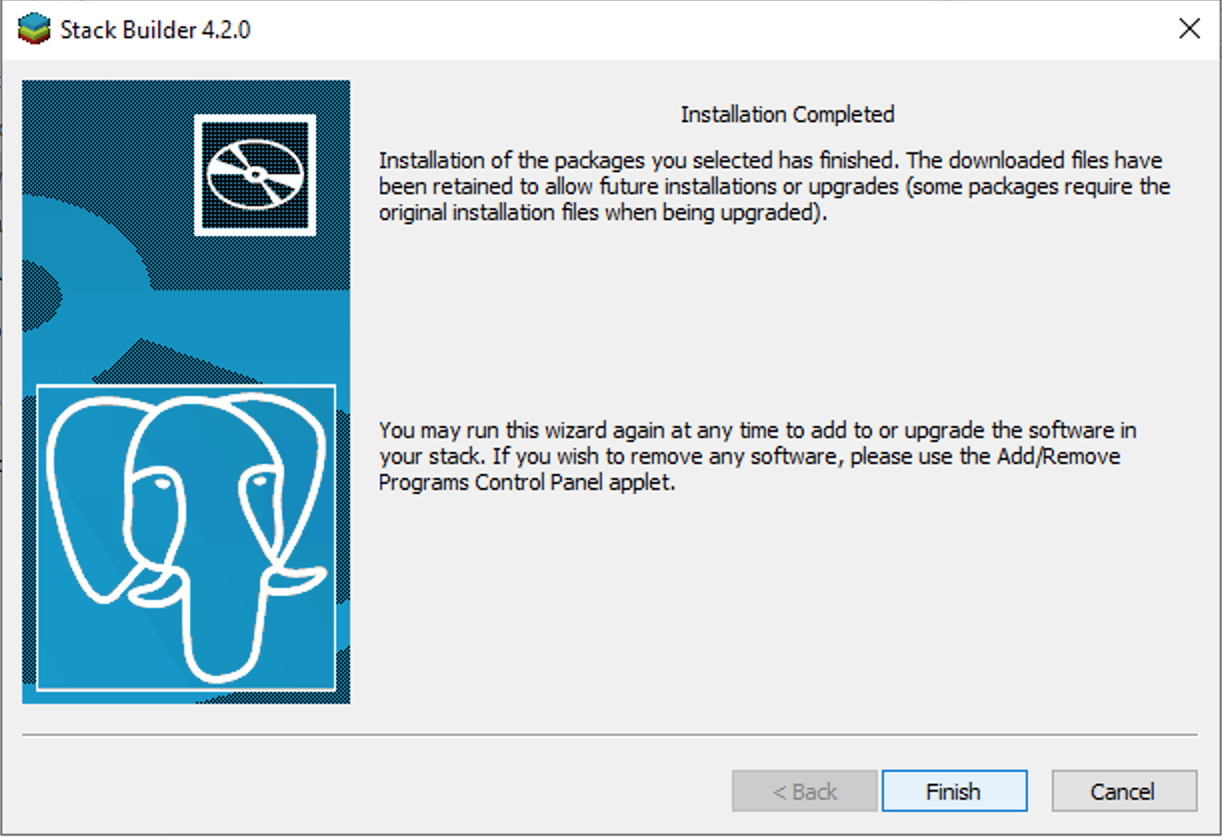 Stack Builder 4.2.0
Installation Completed
Installation of the packages you selected has finished. The downloaded files have
been retained to allow future installations or upgrades (some packages require the
original installation files when being upgraded).
You may run this wizard again at any time to add to or upgrade the software in
your stack. If you wish to remove any software, please use the Add/Remove
Programs Control Panel applet.
< Back
Finish
Cancel